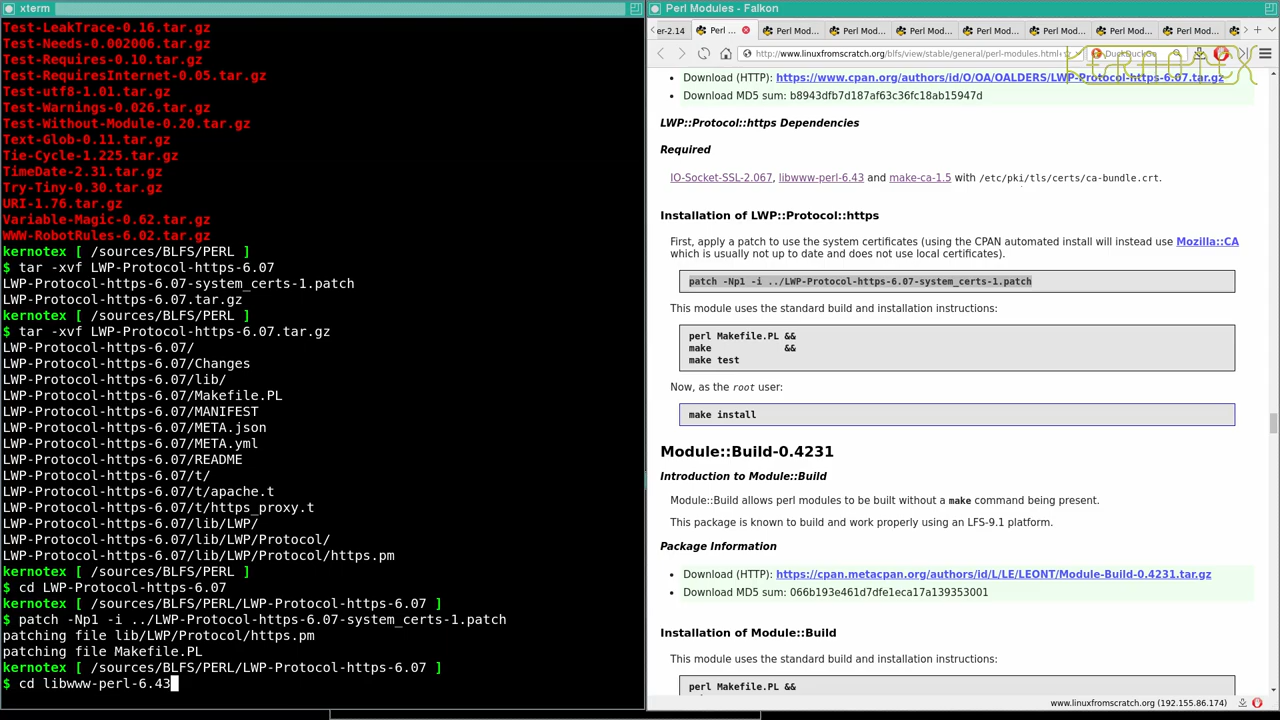 xterm
Test-LeakTrace-0.16.tar.gz
Test-Needs-0.002006.tar.gz
Test-Requires-0.10.tar.gz
Test-RequiresInternet-0.05.tar.gz
Test-utf8-1.01.tar.gz
Test-Warnings-0.026.tar.gz
Test-Without-Module-0.20.tar.gz
Text-Glob-0.11.tar.gz
Tie-Cycle-1.225.tar.gz
TimeDate-2.31.tar.gz
Try-Tiny-0.30.tar.gz
URI-1.76.tar.gz
Variable-Magic-0.62.tar.gz
WWW-RobotRules-6.02.tar.gz
kernotex [ /sources/BLFS/PERL ]
$ tar -xvf LWP-Protocol-https-6.07
LWP-Protocol-https-6.07-system_certs-1.patch
LWP-Protocol-https-6.07.tar.gz
kernotex [ /sources/BLFS/PERL ]
$ tar -xvf LWP-Protocol-https-6.07.tar.gz
LWP-Protocol-https-6.07/
LWP-Protocol-https-6.07/Changes
LWP-Protocol-https-6.07/lib/
LWP-Protocol-https-6.07/Makefile.PL
LWP-Protocol-https-6.07/MANIFEST
LWP-Protocol-https-6.07/META.json
LWP-Protocol-https-6.07/META.yml
LWP-Protocol-https-6.07/README
LWP-Protocol-https-6.07/t/
LWP-Protocol-https-6.07/t/apache.t
LWP-Protocol-https-6.07/t/https_proxy.t
LWP-Protocol-https-6.07/lib/LWP/
LWP-Protocol-https-6.07/lib/LWP/Protocol/
LWP-Protocol-https-6.07/lib/LWP/Protocol/https.pm
kernotex [ /sources/BLFS/PERL ]
$ cd LWP-Protocol-https-6.07
kernotex [ /sources/BLFS/PERL/LWP-Protocol-https-6.07 ]
$ patch -Np1 -i ../LWP-Protocol-https-6.07-system_certs-1.patch
patching file lib/LWP/Protocol/https.pm
patching file Makefile.PL
kernotex [ /sources/BLFS/PERL/LWP-Protocol-https-6.07 ]
$ cd libwww-perl-6.43
Perl Modules - Falkon
er-2.14 Perl ... Perl Mod... Perl Mod... Perl Mod... Perl Mod... Perl Mod... Perl Mod... Perl Mod...
http://www.linuxfromscratch.org/blfs/view/stable/general/perl-modules.html
KERNOTEX
Download (HTTP): https://www.cpan.org/authors/id/O/OA/OALDERS/LWP-Protocol-https-6.07.tar.gz
Download MD5 sum: b8943dfb7d187af63c36fc18ab15947d
LWP::Protocol::https Dependencies
Required
IO-Socket-SSL-2.067, libwww-perl-6.43 and make-ca-1.5 with /etc/pki/tls/certs/ca-bundle.crt.
Installation of LWP::Protocol::https
First, apply a patch to use the system certificates (using the CPAN automated install will instead use Mozilla::CA
which is usually not up to date and does not use local certificates).
patch -Np1 -i ../LWP-Protocol-https-6.07-system_certs-1.patch
This module uses the standard build and installation instructions:
perl Makefile.PL &&
make &&
make test
Now, as the root user:
make install
Module::Build-0.4231
Introduction to Module::Build
Module::Build allows perl modules to be built without a make command being present.
This package is known to build and work properly using an LFS-9.1 platform.
Package Information
Download (HTTP): https://cpan.metacpan.org/authors/id/L/LE/LEONT/Module-Build-0.4231.tar.gz
Download MD5 sum: 066b193e461d7dfe1eca17a139353001
Installation of Module::Build
This module uses the standard build and installation instructions:
perl Makefile.PL &&
www.linuxfromscratch.org (192.155.86.174)